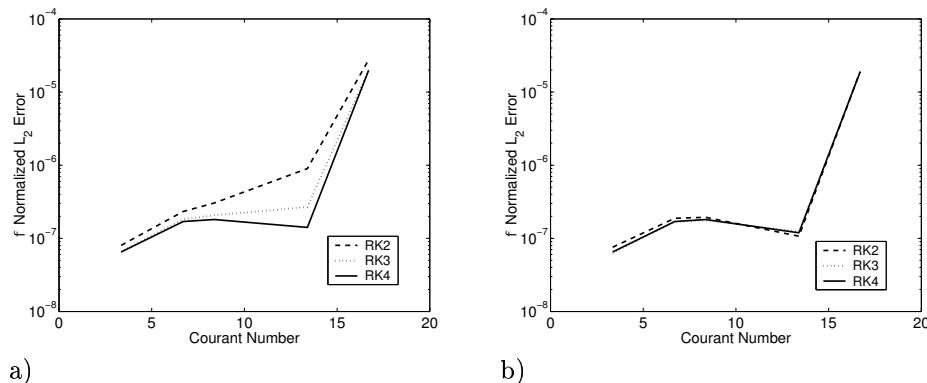 10^-4
10^-5
10^-6
10^-7
10^-8
f Normalized L_2 Error
RK2
RK3
RK4
0 5 10 15 20
Courant Number
a)
10^-4
10^-5
10^-6
10^-7
10^-8
f Normalized L_2 Error
RK2
RK3
RK4
0 5 10 15 20
Courant Number
b)